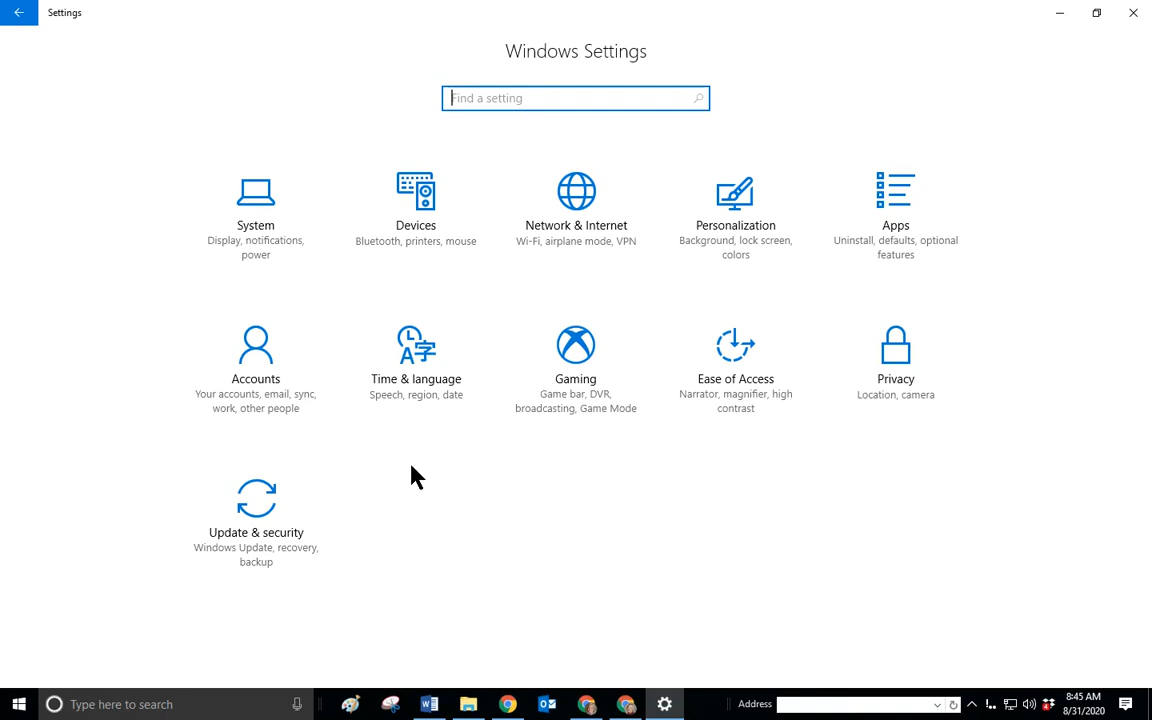 Settings
Windows Settings
Find a setting
System
Display, notifications,
power
Devices
Bluetooth, printers, mouse
Network & Internet
Wi-Fi, airplane mode, VPN
Personalization
Background, lock screen,
colors
Apps
Uninstall, defaults, optional
features
Accounts
Your accounts, email, sync,
work, other people
Time & language
Speech, region, date
Gaming
Game bar, DVR,
broadcasting, Game Mode
Ease of Access
Narrator, magnifier, high
contrast
Privacy
Location, camera
Update & security
Windows Update, recovery,
backup
Type here to search
Address
8:45 AM
8/31/2020